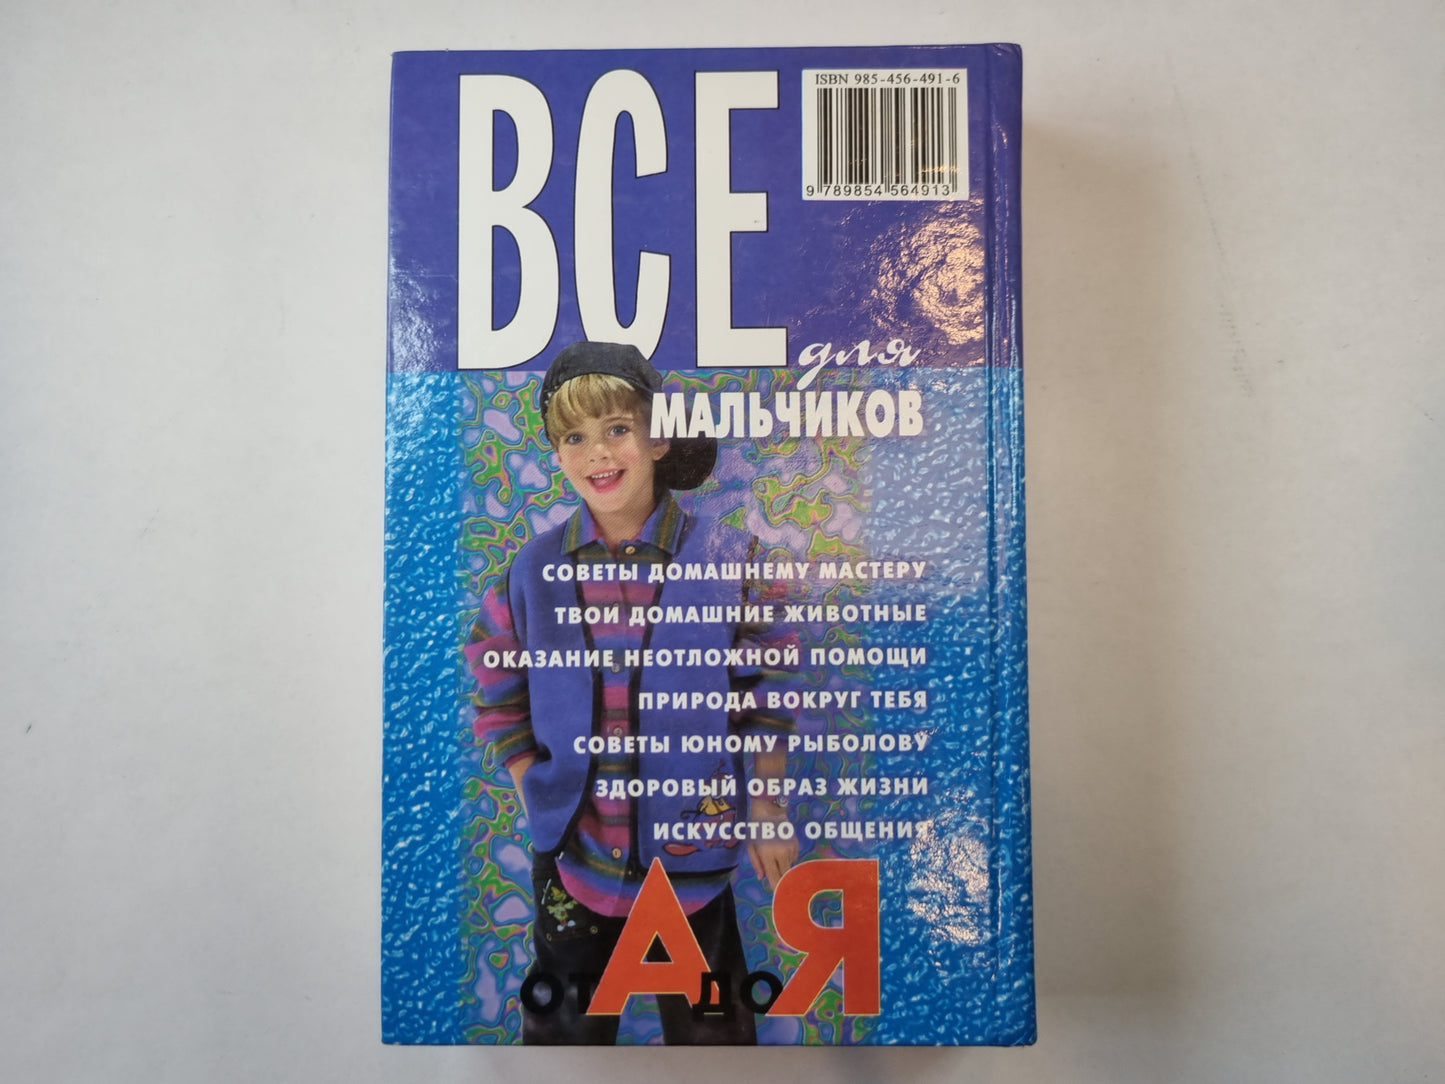 ISBN 985-456-491-6
9 789854 564913
ВСЕ
для
МАЛЬЧИКОВ
СОВЕТЫ ДОМАШНЕМУ МАСТЕРУ
ТВОИ ДОМАШНИЕ ЖИВОТНЫЕ
ОКАЗАНИЕ НЕОТЛОЖНОЙ ПОМОЩИ
ПРИРОДА ВОКРУГ ТЕБЯ
СОВЕТЫ ЮНОМУ РЫБОЛОВУ
ЗДОРОВЫЙ ОБРАЗ ЖИЗНИ
ИСКУССТВО ОБЩЕНИЯ
ОТ А ДО Я